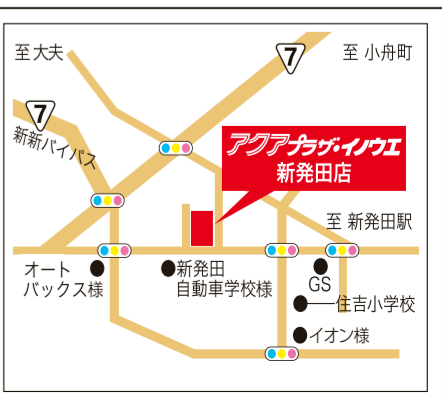 至 大夫
7
至 小舟町
7
新新バイパス
アクアプラザ・イノウエ
新発田店
至 新発田駅
オート
バックス様
新発田
自動車学校様
GS
住吉小学校
イオン様